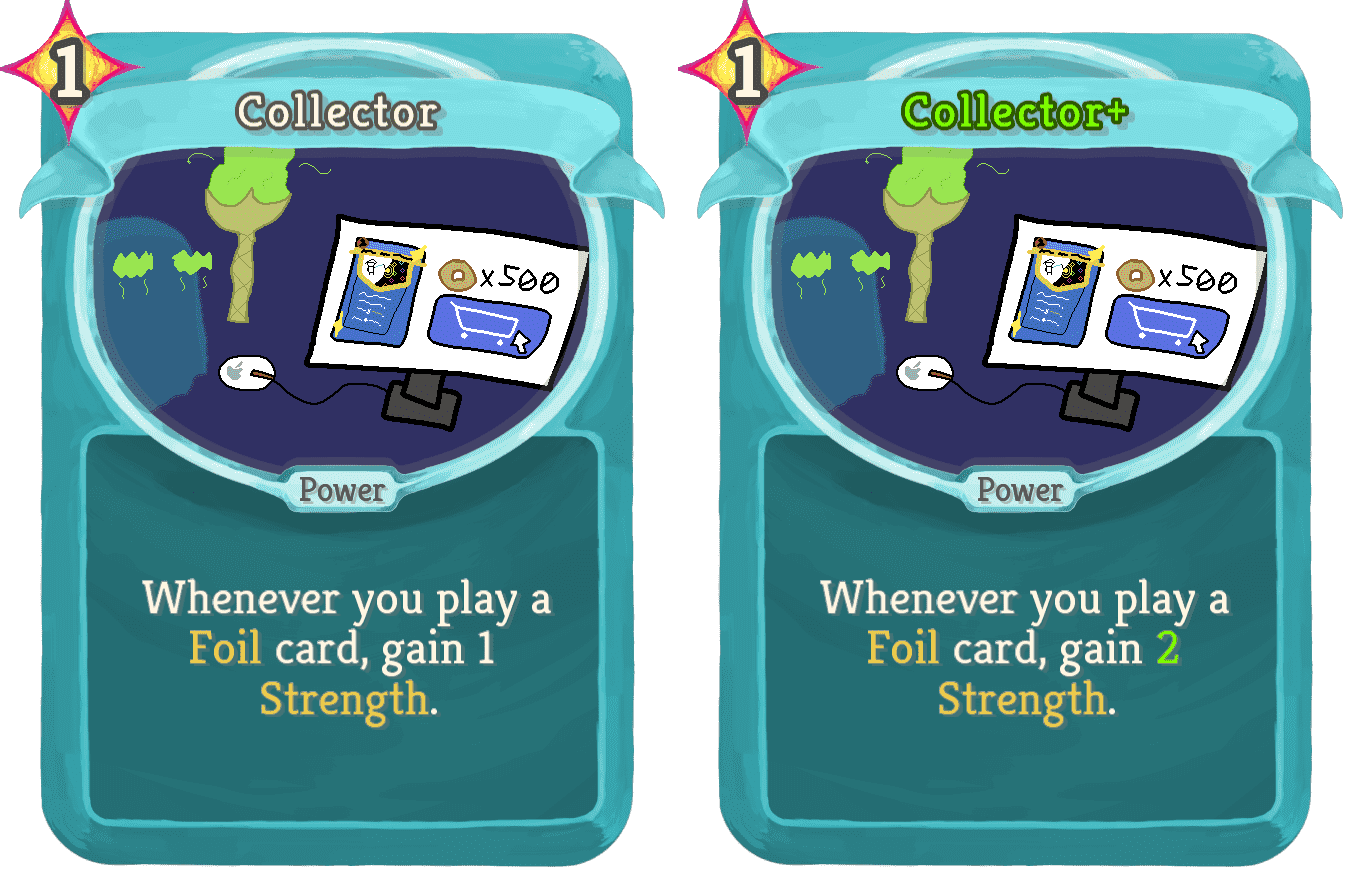 1
Collector
x500
Power
Whenever you play a
Foil card, gain 1
Strength.
1
Collector+
x500
Power
Whenever you play a
Foil card, gain 2
Strength.